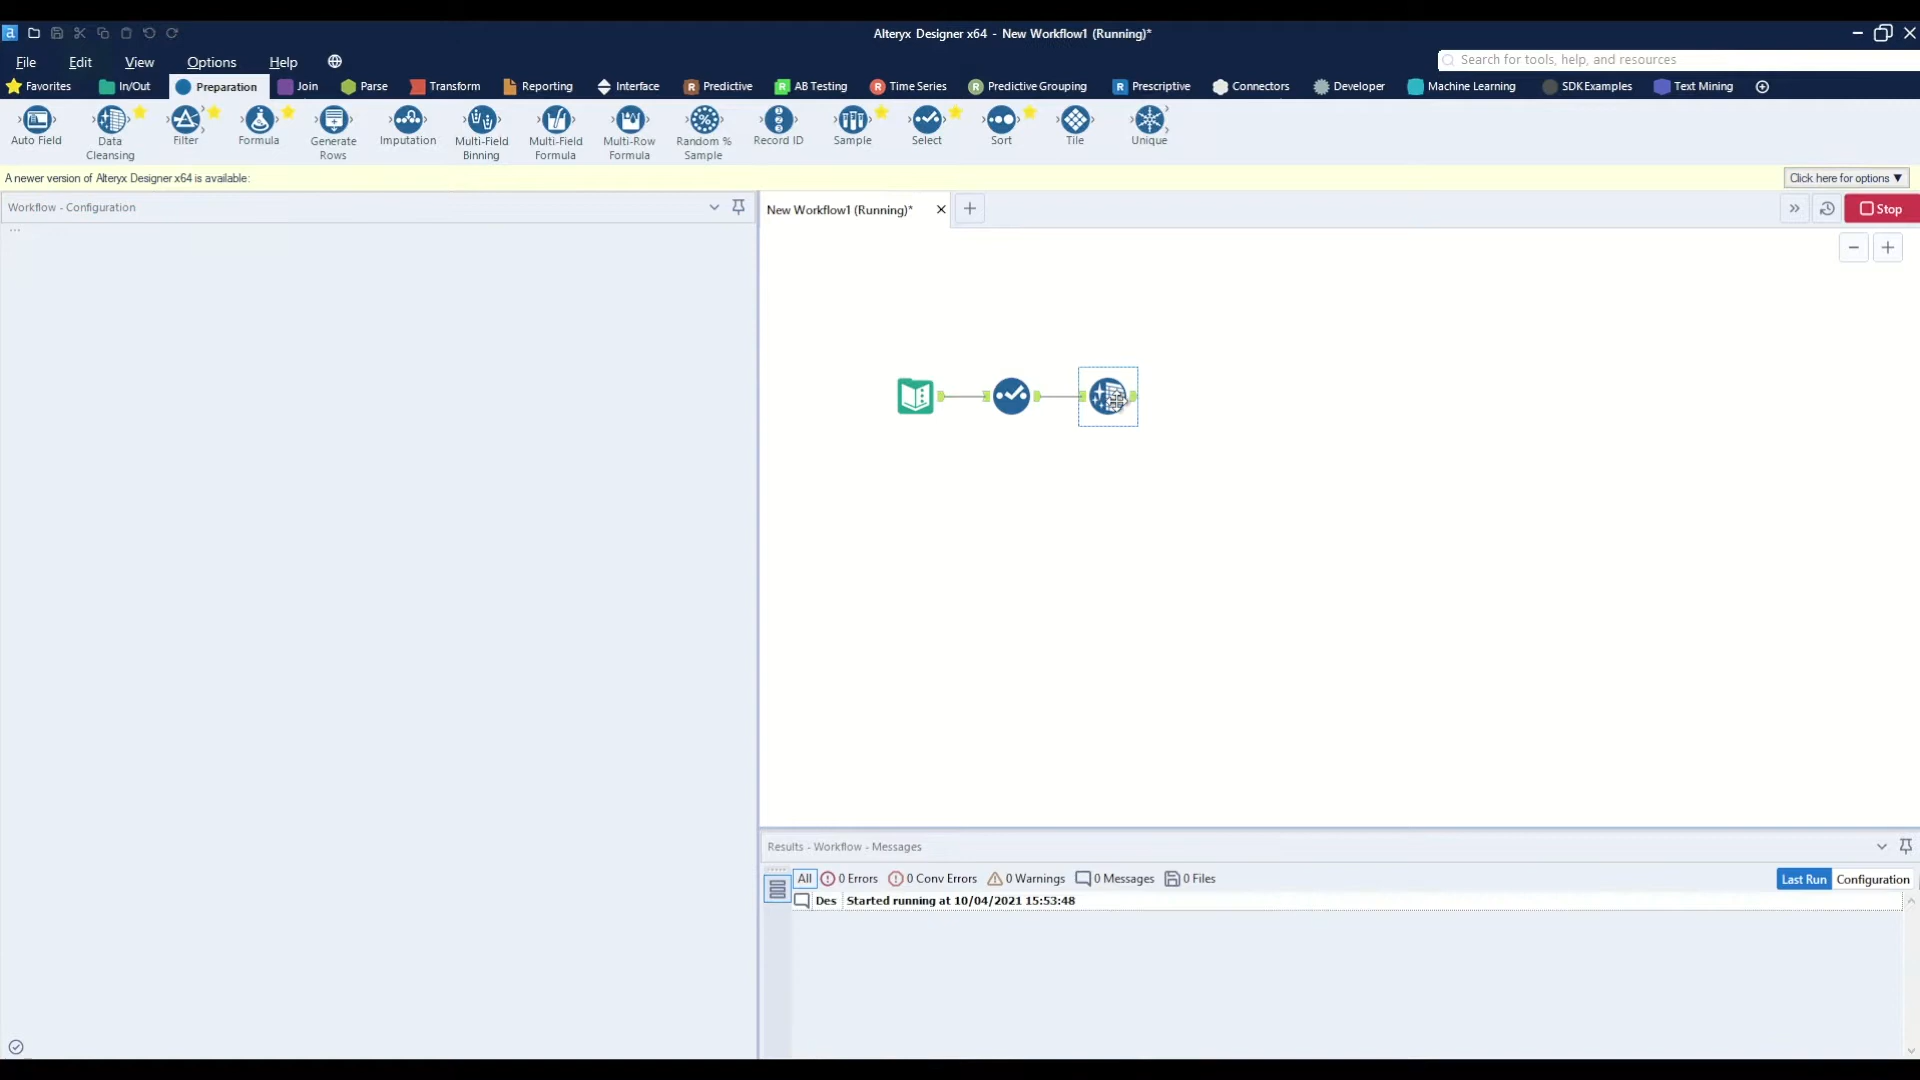 a
Alteryx Designer x64 - New Workflow1 (Running)*
File Edit View Options Help
Search for tools, help, and resources
Favorites In/Out Preparation Join Parse Transform Reporting Interface Predictive AB Testing Time Series Predictive Grouping Prescriptive Connectors Developer Machine Learning SDKExamples Text Mining
Auto Field Data Cleansing Filter Formula Generate Rows Imputation Multi-Field Binning Multi-Field Formula Multi-Row Formula Random % Sample Record ID Sample Select Sort Tile Unique
A newer version of Alteryx Designer x64 is available:
Click here for options ▼
Workflow - Configuration
...
New Workflow1 (Running)*
Stop
Results - Workflow - Messages
All 0 Errors 0 Conv Errors 0 Warnings 0 Messages 0 Files
Last Run Configuration
Des Started running at 10/04/2021 15:53:48